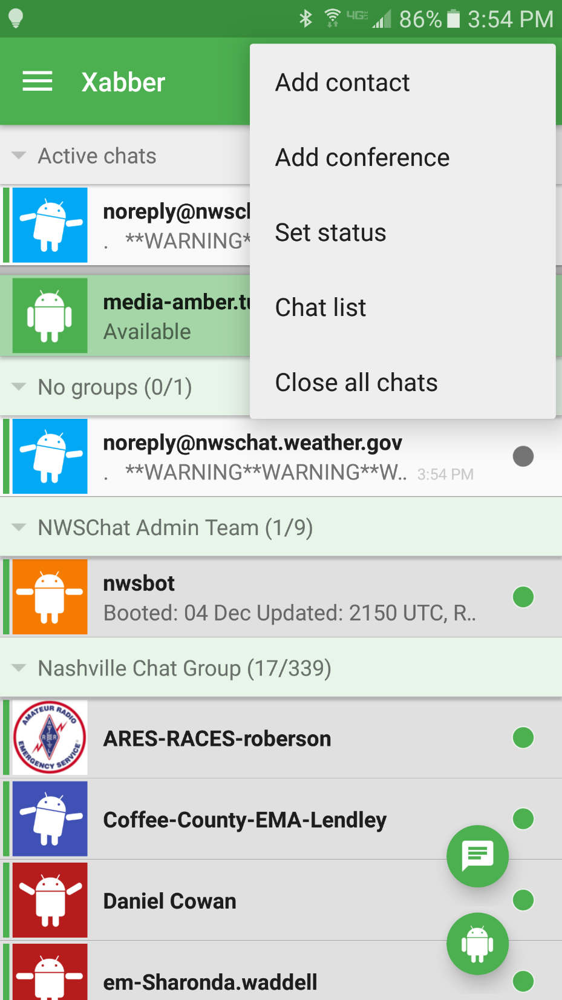 4G 86% 3:54 PM
Xabber
Add contact
Add conference
Set status
Chat list
Close all chats
Active chats
noreply@nwsch
. **WARNING*
media-amber.tu
Available
No groups (0/1)
noreply@nwschat.weather.gov
. **WARNING**WARNING**W.. 3:54 PM
NWSChat Admin Team (1/9)
nwsbot
Booted: 04 Dec Updated: 2150 UTC, R..
Nashville Chat Group (17/339)
AMATEUR RADIO
EMERGENCY SERVICE
ARES-RACES-roberson
Coffee-County-EMA-Lendley
Daniel Cowan
em-Sharonda.waddell